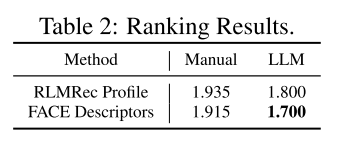 Table 2: Ranking Results.
Method Manual LLM
RLMRec Profile 1.935 1.800
FACE Descriptors 1.915 1.700